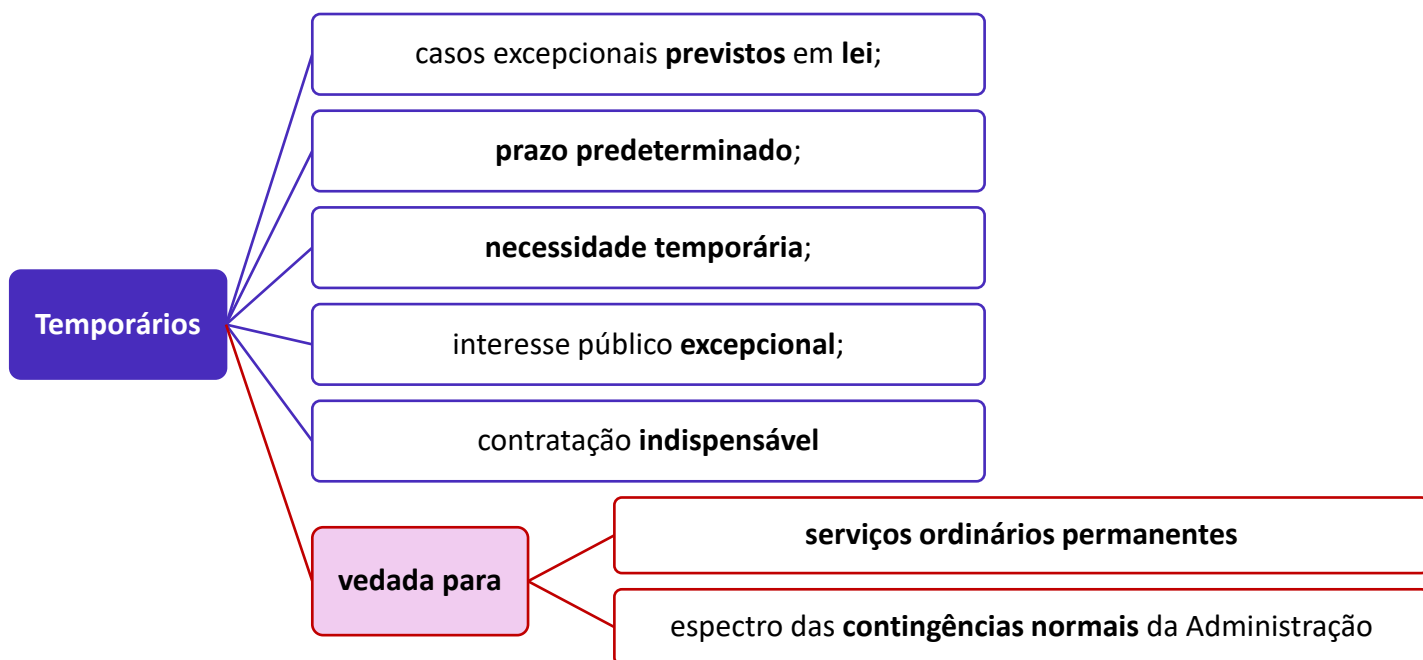 Temporários
casos excepcionais previstos em lei;
prazo predeterminado;
necessidade temporária;
interesse público excepcional;
contratação indispensável
vedada para
serviços ordinários permanentes
espectro das contingências normais da Administração